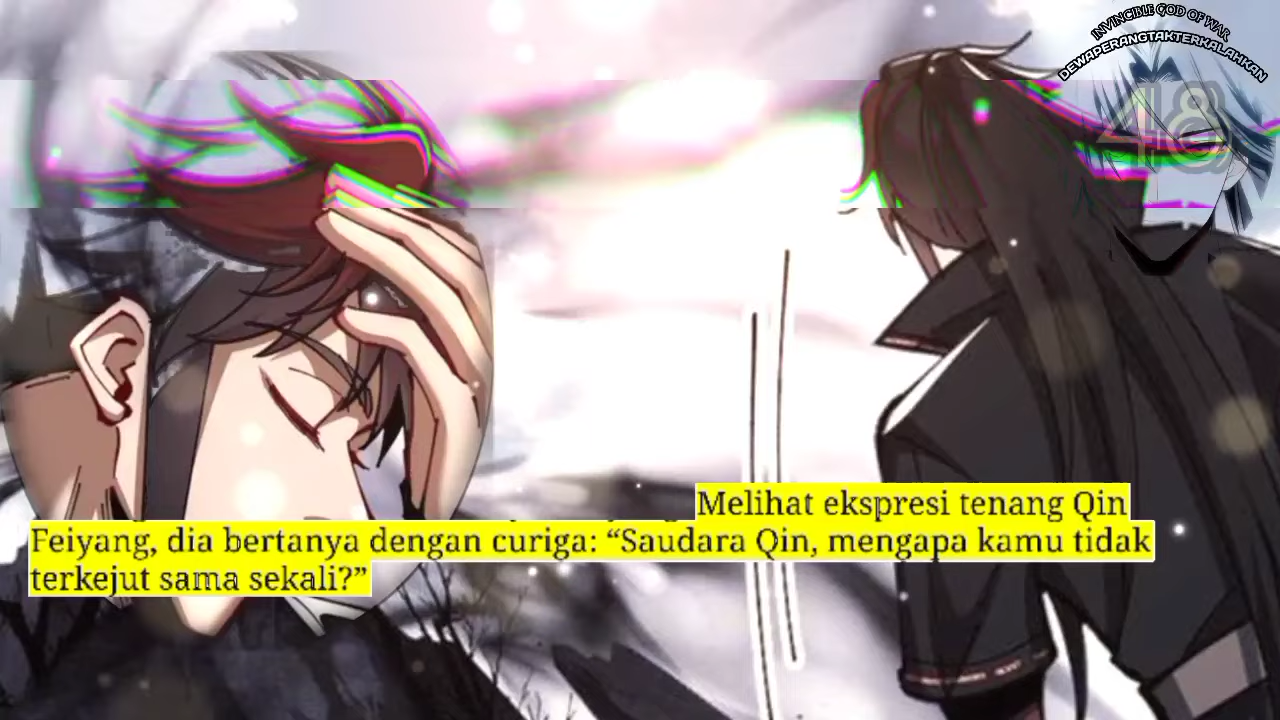 INVINCIBLE GOD OF WAR
DEWAPERANGTAKTERKALAHKAN
48
Melihat ekspresi tenang Qin
Feiyang, dia bertanya dengan curiga: “Saudara Qin, mengapa kamu tidak
terkejut sama sekali?”